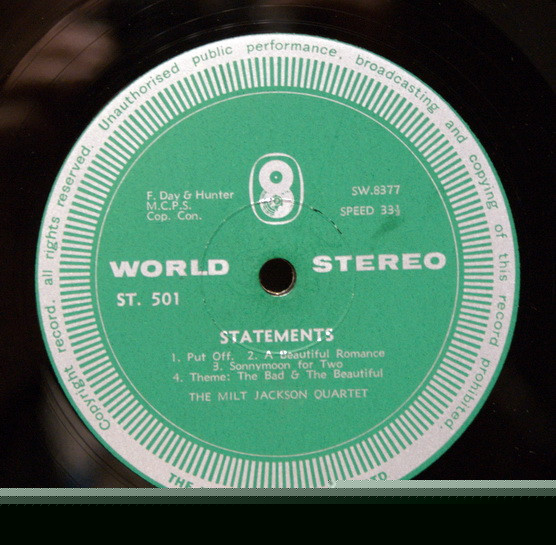 Copyright record. all rights reserved. Unauthorised public performance. broadcasting and copying of this record prohibited.
F. Day & Hunter
M.C.P.S.
Cop. Con.
SW.8377
SPEED 33⅓
WORLD STEREO
ST. 501
STATEMENTS
1. Put Off. 2. A Beautiful Romance
3. Sonnymoon for Two
4. Theme: The Bad & The Beautiful
THE MILT JACKSON QUARTET
THE